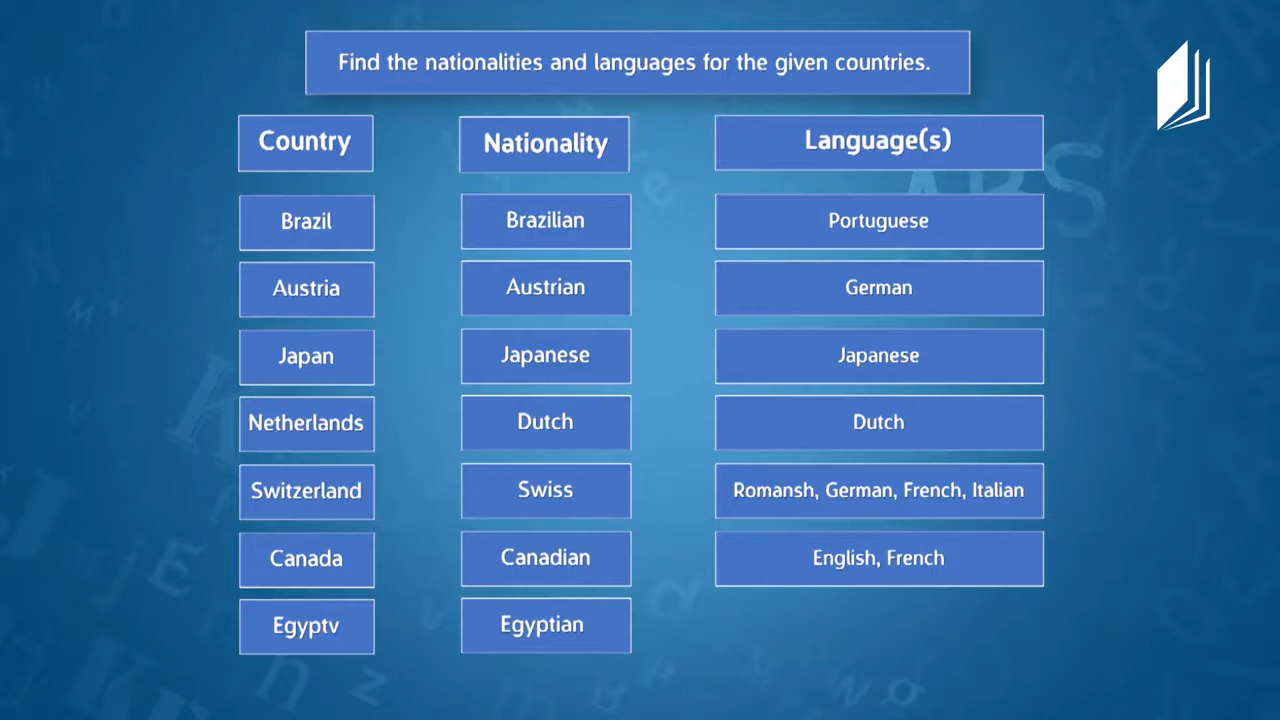 Find the nationalities and languages for the given countries.
Country Nationality Language(s)
Brazil Brazilian Portuguese
Austria Austrian German
Japan Japanese Japanese
Netherlands Dutch Dutch
Switzerland Swiss Romansh, German, French, Italian
Canada Canadian English, French
Egyptv Egyptian